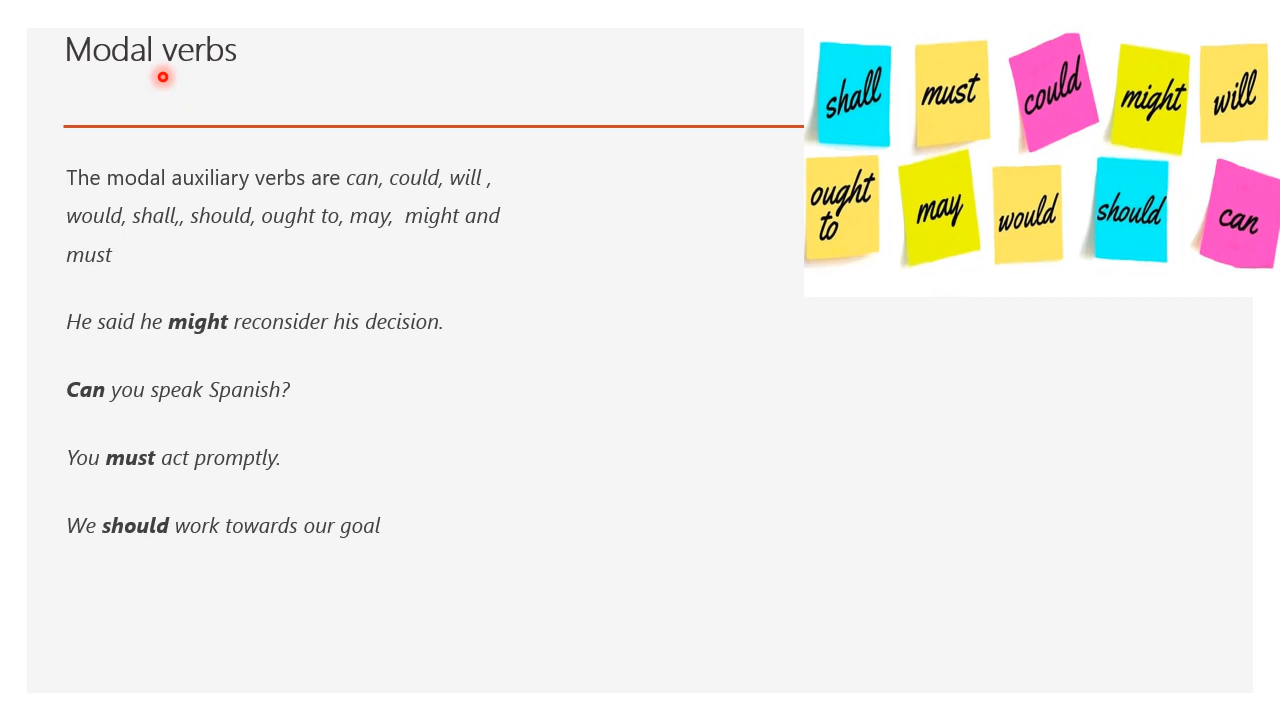 Modal verbs
shall must could might will
ought to may would should can
The modal auxiliary verbs are can, could, will ,
would, shall,, should, ought to, may,  might and
must
He said he might reconsider his decision.
Can you speak Spanish?
You must act promptly.
We should work towards our goal